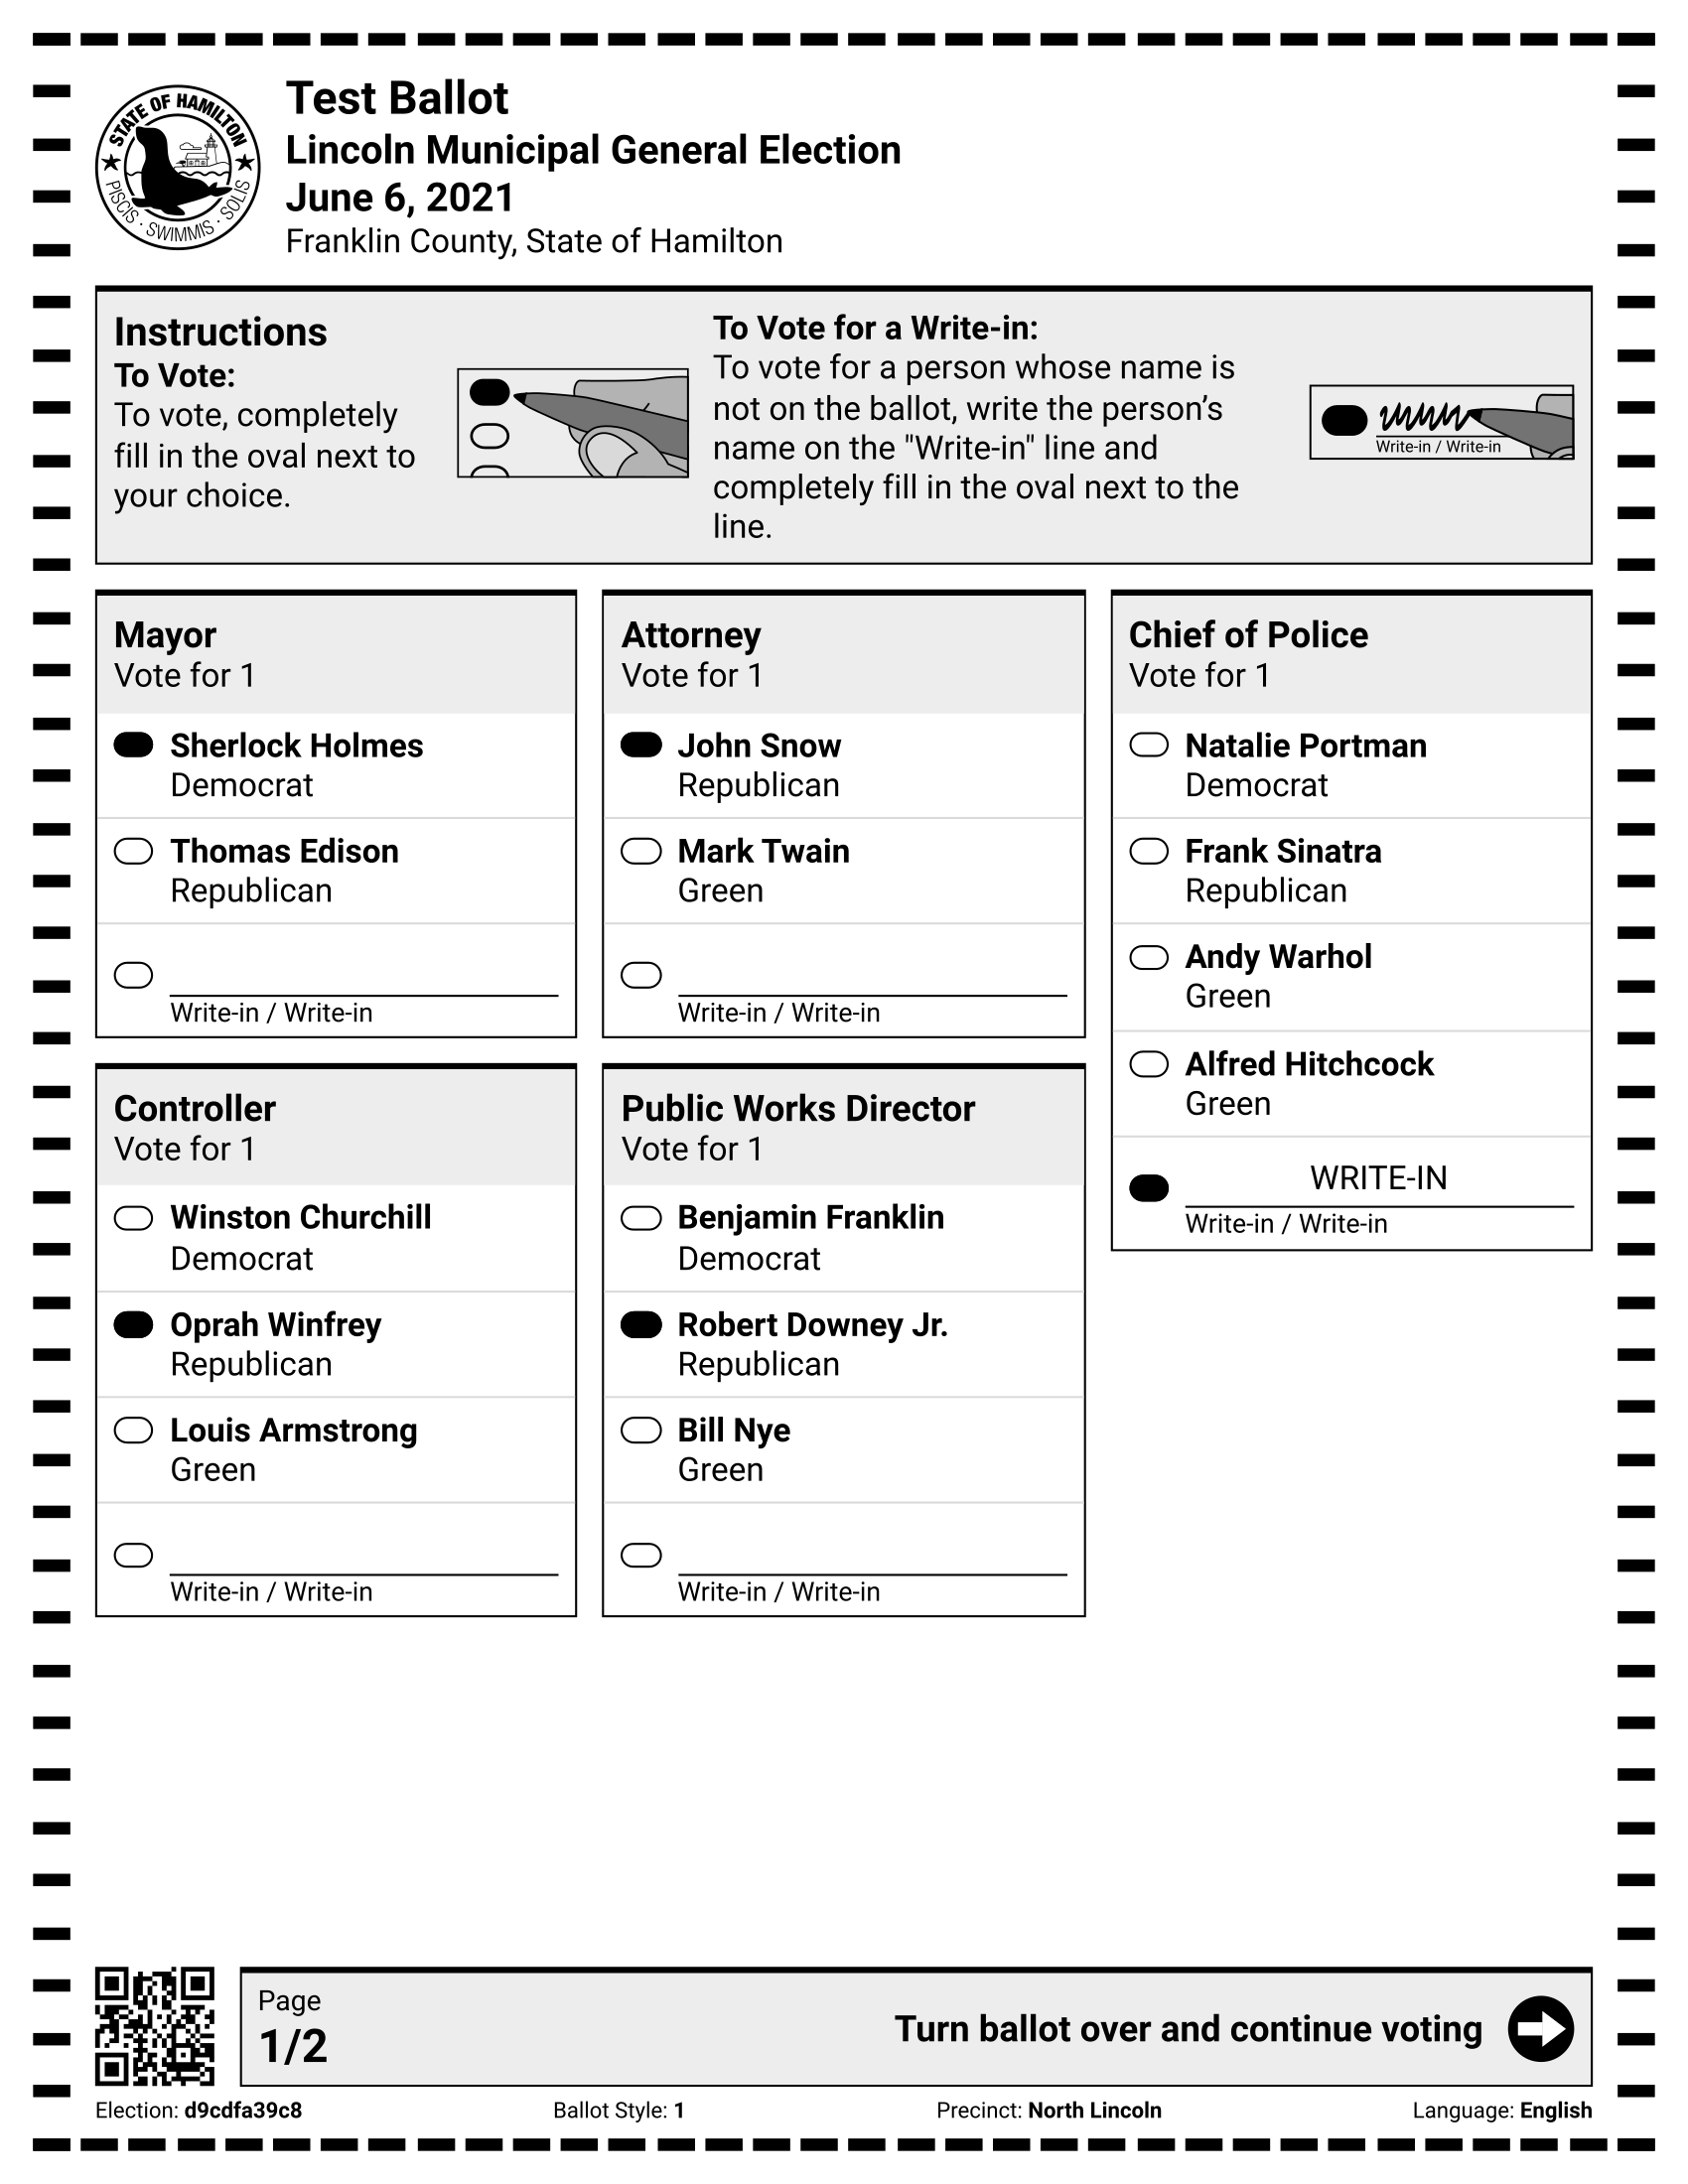 STATE OF HAMILTON
PISCIS · SWIMMIS · SOLIS
Test Ballot
Lincoln Municipal General Election
June 6, 2021
Franklin County, State of Hamilton
Instructions
To Vote:
To vote, completely
fill in the oval next to
your choice.
To Vote for a Write-in:
To vote for a person whose name is
not on the ballot, write the person’s
name on the "Write-in" line and
completely fill in the oval next to the
line.
Write-in / Write-in
Mayor
Vote for 1
Sherlock Holmes
Democrat
Thomas Edison
Republican
Write-in / Write-in
Controller
Vote for 1
Winston Churchill
Democrat
Oprah Winfrey
Republican
Louis Armstrong
Green
Write-in / Write-in
Attorney
Vote for 1
John Snow
Republican
Mark Twain
Green
Write-in / Write-in
Public Works Director
Vote for 1
Benjamin Franklin
Democrat
Robert Downey Jr.
Republican
Bill Nye
Green
Write-in / Write-in
Chief of Police
Vote for 1
Natalie Portman
Democrat
Frank Sinatra
Republican
Andy Warhol
Green
Alfred Hitchcock
Green
WRITE-IN
Write-in / Write-in
Page
1/2
Turn ballot over and continue voting
Election: d9cdfa39c8 Ballot Style: 1 Precinct: North Lincoln Language: English